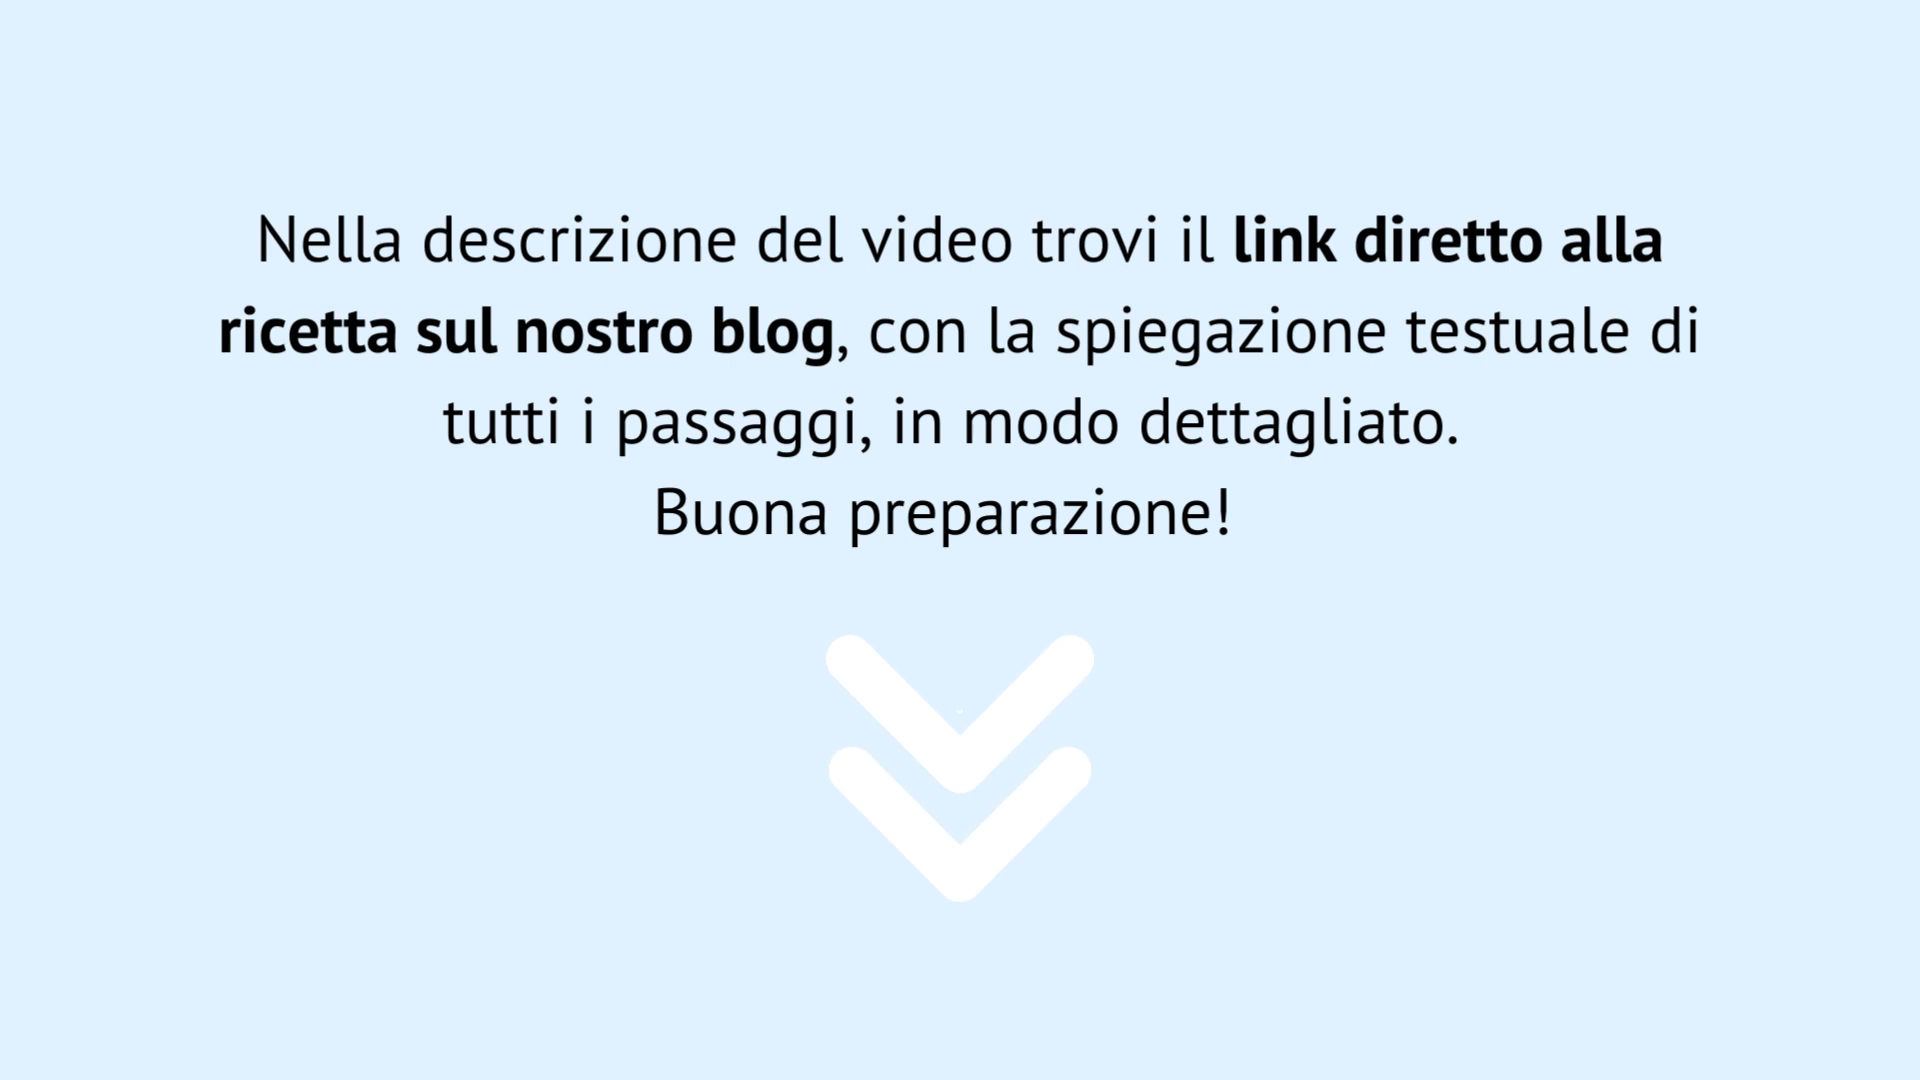 Nella descrizione del video trovi il link diretto alla
ricetta sul nostro blog, con la spiegazione testuale di
tutti i passaggi, in modo dettagliato.
Buona preparazione!